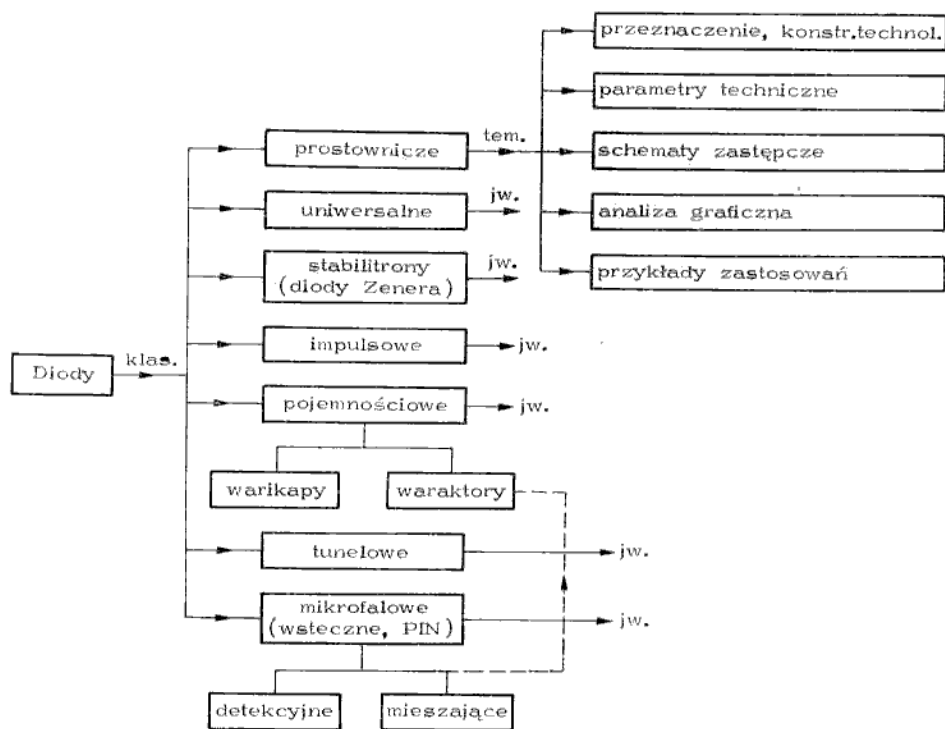 przeznaczenie, konstr.technol.
parametry techniczne
tem.
prostownicze
schematy zastępcze
jw.
uniwersalne
analiza graficzna
jw.
stabilitrony
(diody Zenera)
przykłady zastosowań
impulsowe
jw.
klas.
Diody
pojemnościowe
jw.
warikapy
waraktory
tunelowe
jw.
mikrofalowe
(wsteczne, PIN)
jw.
detekcyjne
mieszające